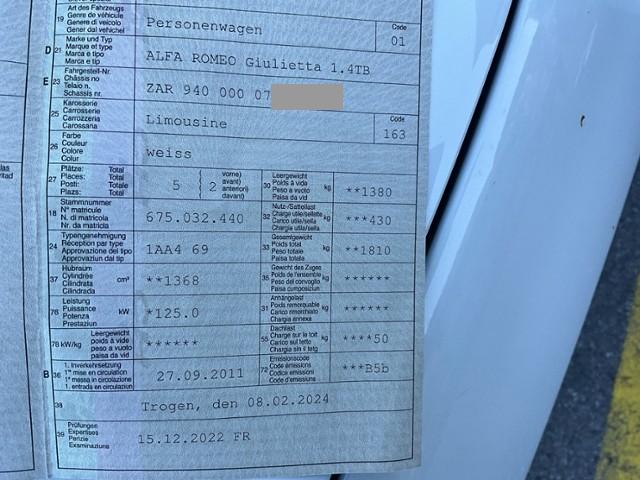 Art des Fahrzeugs
19 Genre de véhicule
Genere di veicolo
Gener dal vehichel
Personenwagen
Code
01
Marke und Typ
D 21 Marque et type
Marca e tipo
Marca e tip
ALFA ROMEO Giulietta 1.4TB
Fahrgestell-Nr.
E 23 Châssis no
Telaio n.
Schassis nr.
ZAR 940 000 07
Karosserie
25 Carrosserie
Carrozzeria
Carossaria
Limousine
Code
163
Farbe
26 Couleur
Colore
Colur
weiss
27 Plätze: Total
Places: Total
Posti: Totale
Plazs: Total
5 ( 2
vorne)
avant)
anteriori)
davant)
30 Leergewicht
Poids à vide
Peso a vuoto
Paisa da vid
kg **1380
18 Stammnummer
N° matricule
N. di matricola
Nr. da matricla
675.032.440
32 Nutz-/Sattellast
Charge utile/sellette
Carico utile/sella
Chargia utila/sella
kg ***430
24 Typengenehmigung
Réception par type
Approvazione del tipo
Approvaziun dal tip
1AA4 69
33 Gesamtgewicht
Poids total
Peso totale
Paisa totala
kg **1810
37 Hubraum
Cylindrée
Cilindrata
Cilindrada
cm³ **1368
35 Gewicht des Zuges
Poids de l'ensemble
Peso del convoglio
Paisa cumposiziun
kg ******
76 Leistung
Puissance
Potenza
Prestaziun
kW *125.0
31 Anhängelast
Poids remorquable
Carico rimorchiato
Chargia annexa
kg ******
78 kW/kg Leergewicht
poids à vide
peso a vuoto
paisa da vid
******
55 Dachlast
Charge sur le toit
Carico sul tetto
Chargia sin il tetg
kg ****50
B 36 1. Inverkehrsetzung
1re mise en circulation
1a messa in circolazione
1. entrada en circulaziun
27.09.2011
72 Emissionscode
Code émissions
Codice emissioni
Code d'emissiuns
***B5b
38 Trogen, den 08.02.2024
39 Prüfungen
Expertises
Perizie
Examinaziuns
15.12.2022 FR